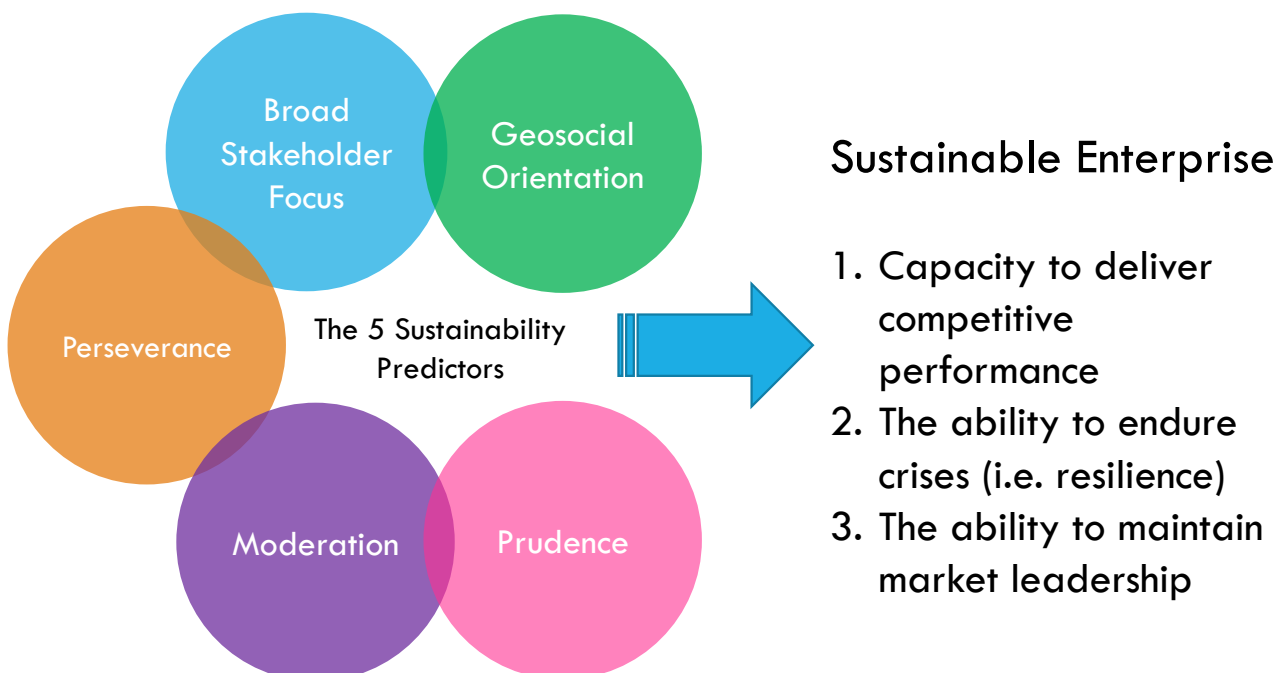 Broad
Stakeholder
Focus
Geosocial
Orientation
Perseverance
The 5 Sustainability
Predictors
Moderation
Prudence
Sustainable Enterprise
1. Capacity to deliver
competitive
performance
2. The ability to endure
crises (i.e. resilience)
3. The ability to maintain
market leadership